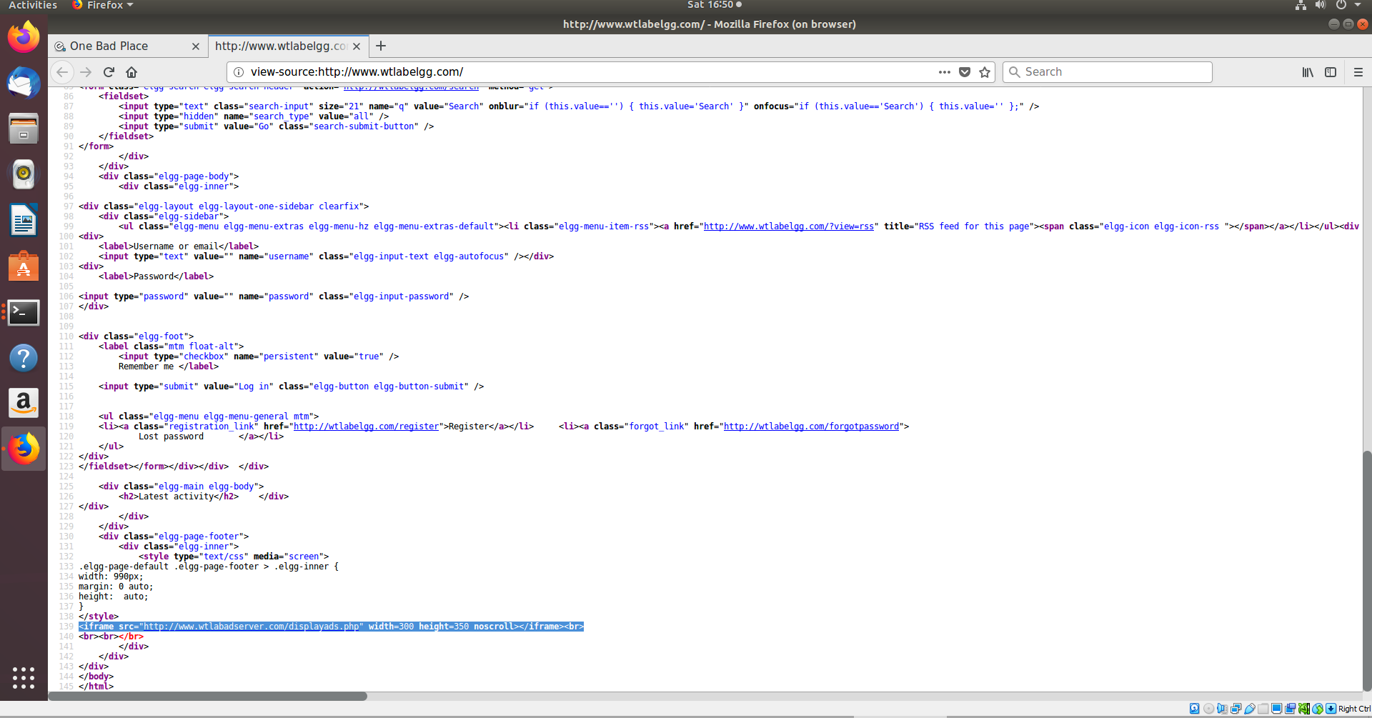 Activities Firefox Sat 16:50
http://www.wtlabelgg.com/ - Mozilla Firefox (on browser)
One Bad Place http://www.wtlabelgg.co
view-source:http://www.wtlabelgg.com/ Search
85 <form class="elgg-search elgg-search-header" action="http://www.wtlabelgg.com/search" method="get">
86 <fieldset>
87 <input type="text" class="search-input" size="21" name="q" value="Search" onblur="if (this.value=='') { this.value='Search' }" onfocus="if (this.value=='Search') { this.value='' };" />
88 <input type="hidden" name="search_type" value="all" />
89 <input type="submit" value="Go" class="search-submit-button" />
90 </fieldset>
91 </form>
92 </div>
93 </div>
94 <div class="elgg-page-body">
95 <div class="elgg-inner">
96
97 <div class="elgg-layout elgg-layout-one-sidebar clearfix">
98 <div class="elgg-sidebar">
99 <ul class="elgg-menu elgg-menu-extras elgg-menu-hz elgg-menu-extras-default"><li class="elgg-menu-item-rss"><a href="http://www.wtlabelgg.com/?view=rss" title="RSS feed for this page"><span class="elgg-icon elgg-icon-rss "></span></a></li></ul><div
100 <div>
101 <label>Username or email</label>
102 <input type="text" value="" name="username" class="elgg-input-text elgg-autofocus" /></div>
103 <div>
104 <label>Password</label>
105
106 <input type="password" value="" name="password" class="elgg-input-password" />
107 </div>
108
109
110 <div class="elgg-foot">
111 <label class="mtm float-alt">
112 <input type="checkbox" name="persistent" value="true" />
113 Remember me </label>
114
115 <input type="submit" value="Log in" class="elgg-button elgg-button-submit" />
116
117
118 <ul class="elgg-menu elgg-menu-general mtm">
119 <li><a class="registration_link" href="http://wtlabelgg.com/register">Register</a></li> <li><a class="forgot_link" href="http://wtlabelgg.com/forgotpassword">
120 Lost password </a></li>
121 </ul>
122 </div>
123 </fieldset></form></div></div> </div>
124
125 <div class="elgg-main elgg-body">
126 <h2>Latest activity</h2> </div>
127 </div>
128 </div>
129 </div>
130 <div class="elgg-page-footer">
131 <div class="elgg-inner">
132 <style type="text/css" media="screen">
133 .elgg-page-default .elgg-page-footer > .elgg-inner {
134 width: 990px;
135 margin: 0 auto;
136 height: auto;
137 }
138 </style>
139 <iframe src="http://www.wtlabadserver.com/displayads.php" width=300 height=350 noscroll></iframe><br>
140 <br><br></br>
141 </div>
142 </div>
143 </div>
144 </body>
145 </html>
Right Ctrl